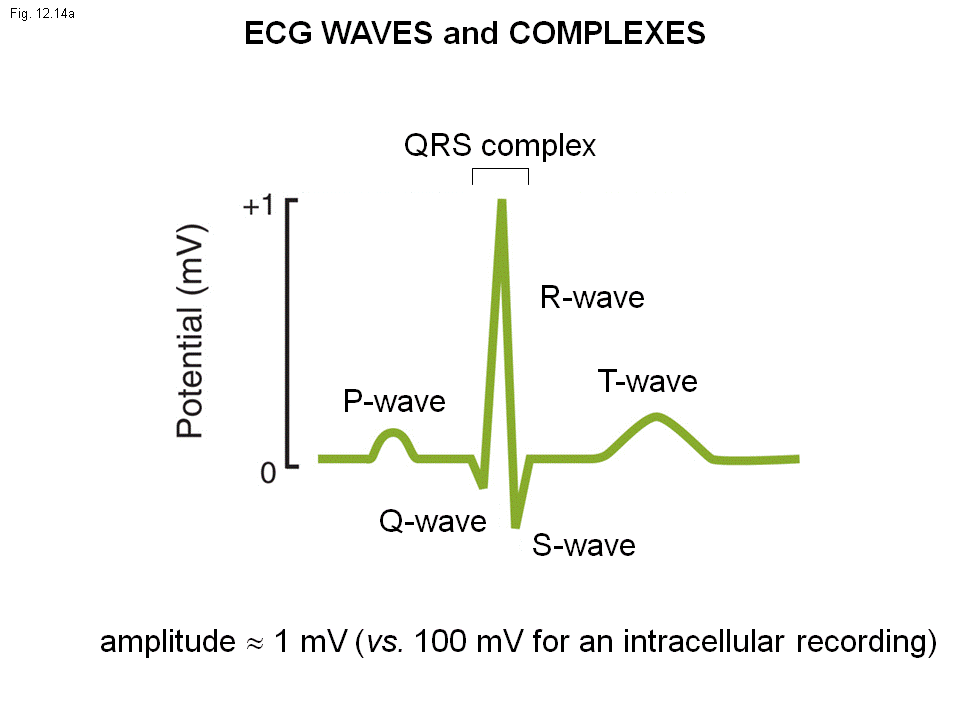 Fig. 12.14a
ECG WAVES and COMPLEXES
QRS complex
+1
Potential (mV)
R-wave
T-wave
P-wave
0
Q-wave
S-wave
amplitude ≈ 1 mV (vs. 100 mV for an intracellular recording)